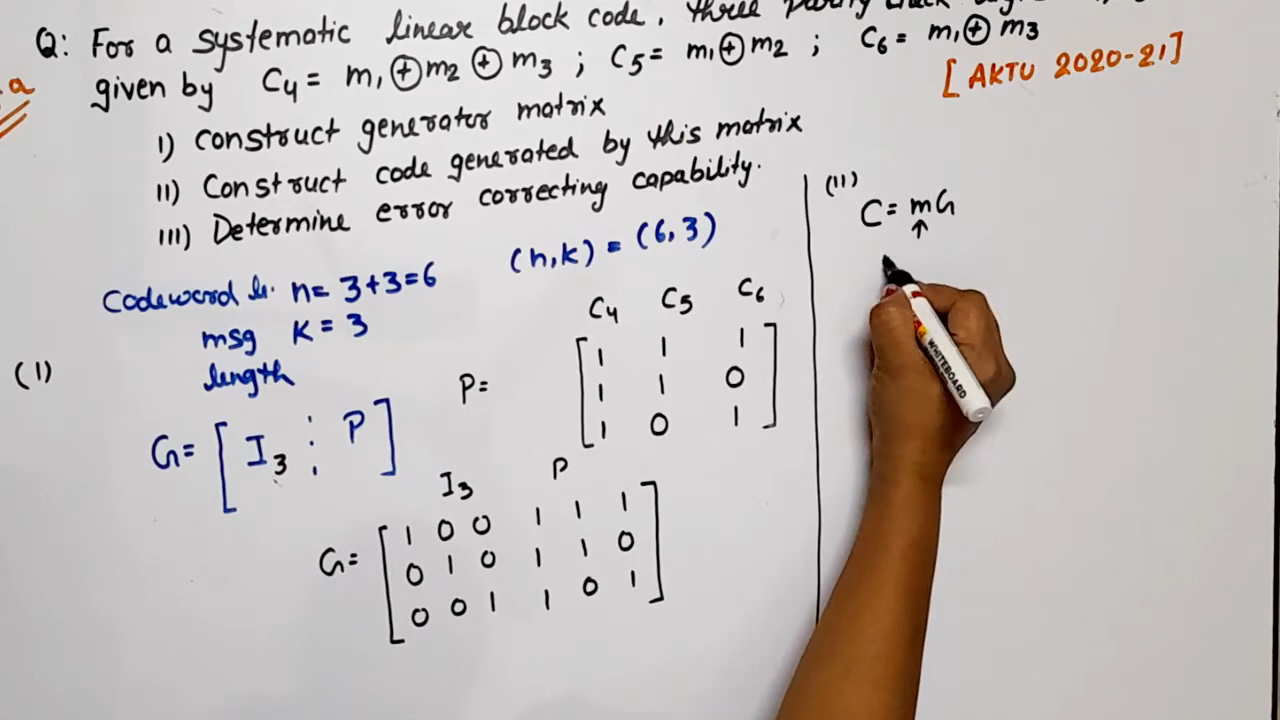 Q: For a systematic linear block code, three parity check
given by C4 = m1 ⊕ m2 ⊕ m3 ; C5 = m1 ⊕ m2 ; C6 = m1 ⊕ m3
[AKTU 2020-21]
I) Construct generator matrix
II) Construct code generated by this matrix
III) Determine error correcting capability.
Codeword ln. n = 3+3=6
(n,k) = (6,3)
msg k = 3
length
(I)
G = [ I3 ⋮ P ]
C4 C5 C6
P =
1 1 1
1 1 0
1 0 1
I3 P
G =
1 0 0 1 1 1
0 1 0 1 1 0
0 0 1 1 0 1
(II)
C = mG
↑
WHITEBOARD